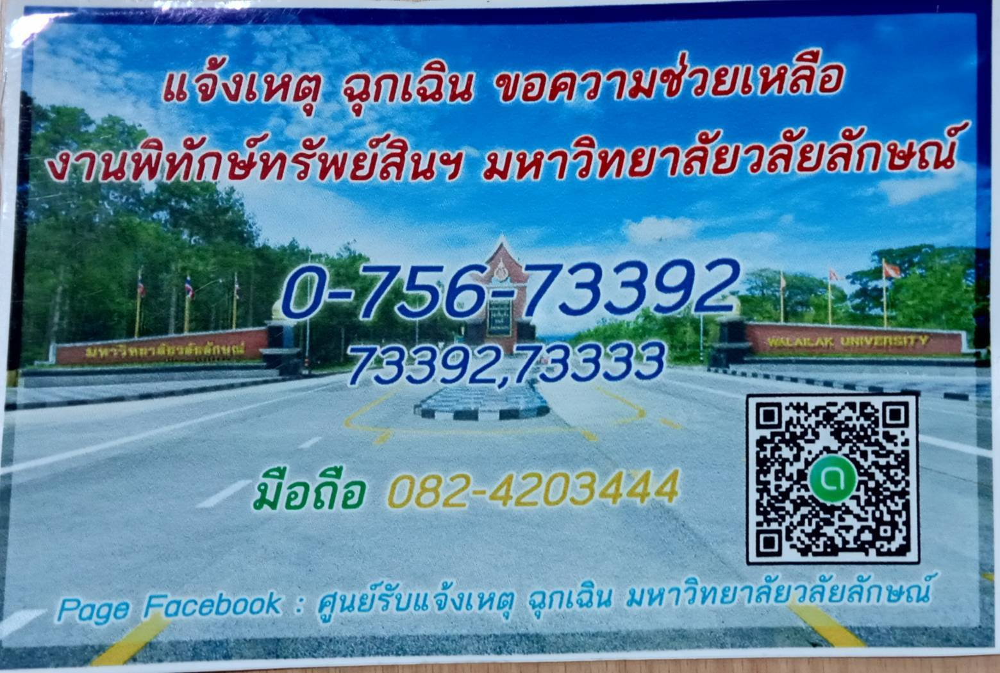 แจ้งเหตุ ฉุกเฉิน ขอความช่วยเหลือ
งานพิทักษ์ทรัพย์สินฯ มหาวิทยาลัยวลัยลักษณ์
0-756-73392
73392,73333
มหาวิทยาลัยวลัยลักษณ์
WALAILAK UNIVERSITY
มือถือ 082-4203444
Page Facebook : ศูนย์รับแจ้งเหตุ ฉุกเฉิน มหาวิทยาลัยวลัยลักษณ์